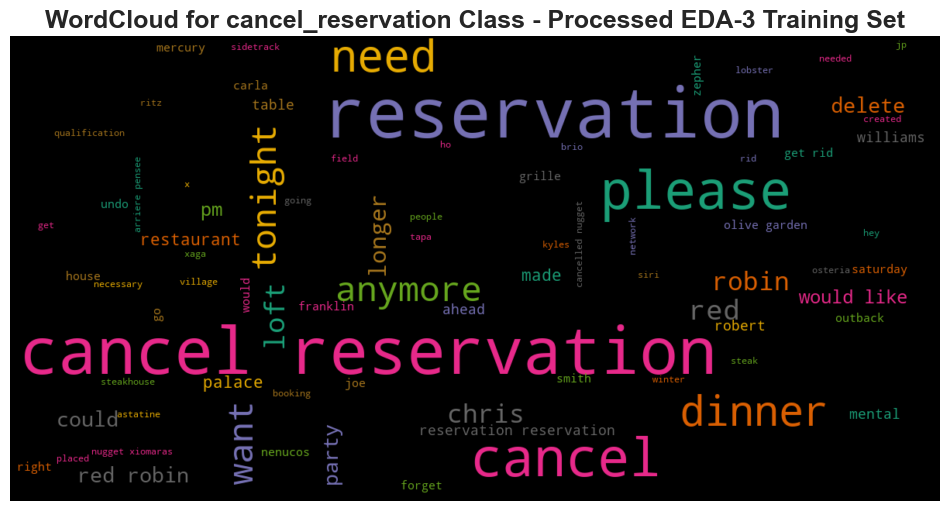 WordCloud for cancel_reservation Class - Processed EDA-3 Training Set
mercury
sidetrack
need
jp
needed
zepher
lobster
carla
reservation
ritz
table
delete
created
qualification
williams
tonight
ho
brio
get rid
field
rid
arriere pensee
x
grille
please
undo
pm
going
longer
people
olive garden
get
tapa
network
hey
restaurant
kyles
cancelled nugget
xaga
house
necessary
village
would
loft
anymore
made
siri
robin
osteria
saturday
would like
go
franklin
ahead
red
robert
outback
cancel reservation
steak
steakhouse
palace
joe
smith
winter
booking
could
astatine
want
chris
reservation reservation
dinner
mental
party
nenucos
cancel
placed
nugget xiomaras
right
red robin
forget